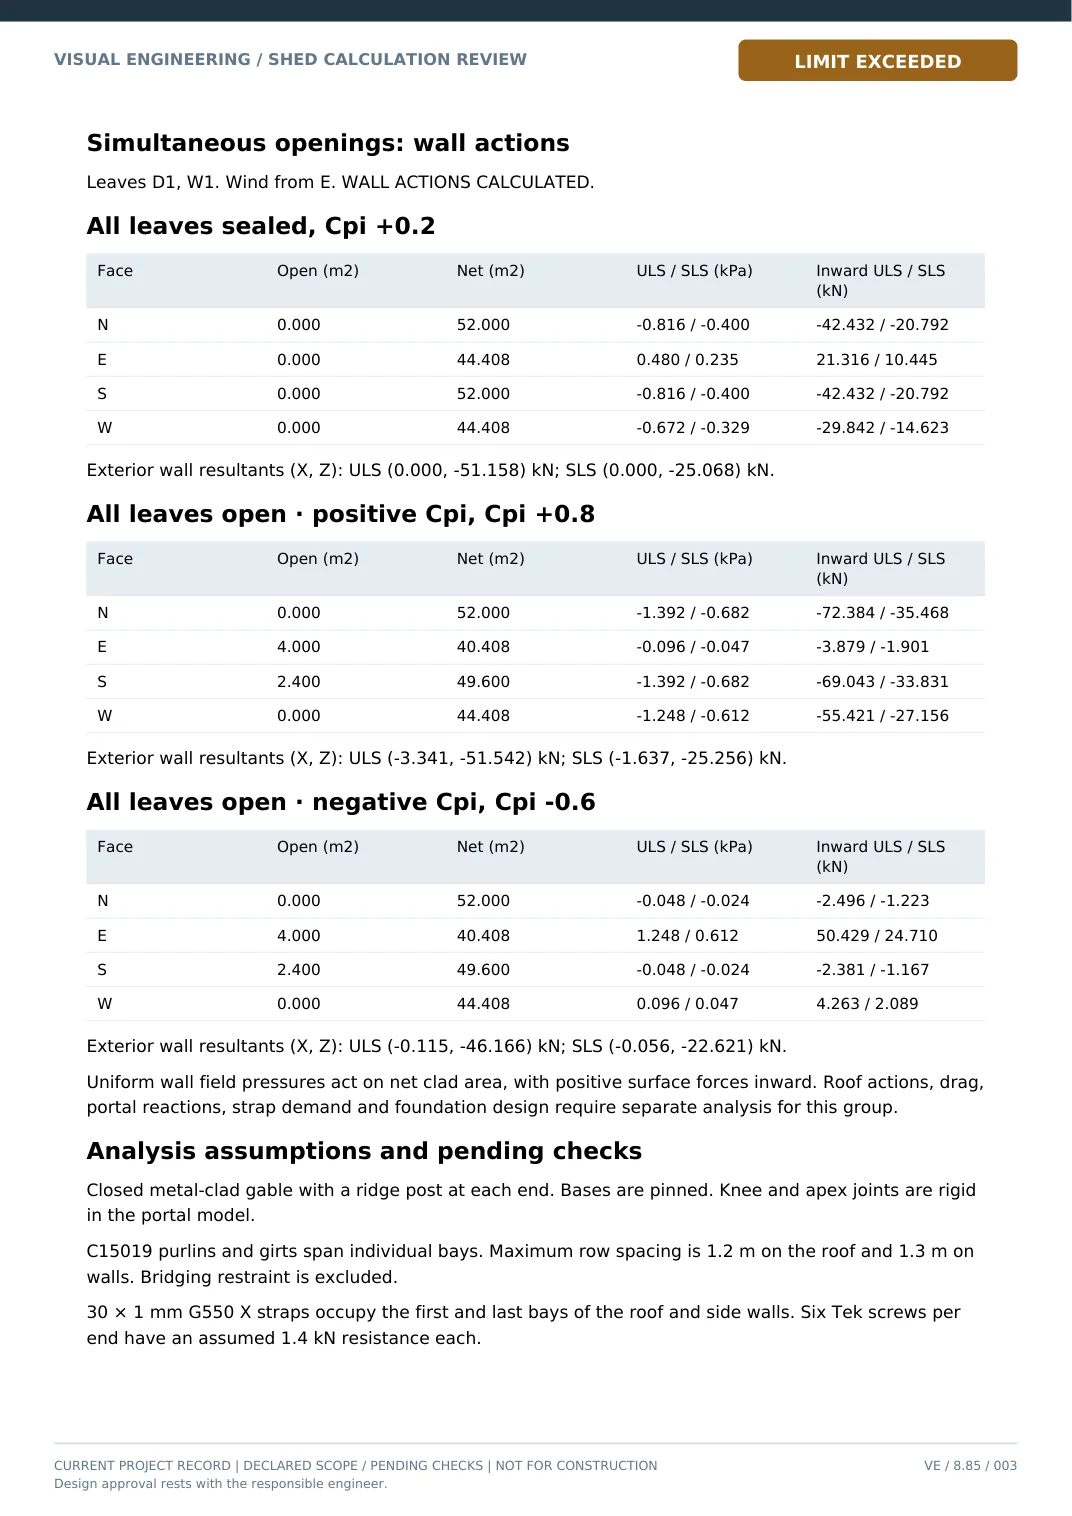 VISUAL ENGINEERING / SHED CALCULATION REVIEW
LIMIT EXCEEDED
Simultaneous openings: wall actions
Leaves D1, W1. Wind from E. WALL ACTIONS CALCULATED.
All leaves sealed, Cpi +0.2
Face Open (m2) Net (m2) ULS / SLS (kPa) Inward ULS / SLS
(kN)
N 0.000 52.000 -0.816 / -0.400 -42.432 / -20.792
E 0.000 44.408 0.480 / 0.235 21.316 / 10.445
S 0.000 52.000 -0.816 / -0.400 -42.432 / -20.792
W 0.000 44.408 -0.672 / -0.329 -29.842 / -14.623
Exterior wall resultants (X, Z): ULS (0.000, -51.158) kN; SLS (0.000, -25.068) kN.
All leaves open · positive Cpi, Cpi +0.8
Face Open (m2) Net (m2) ULS / SLS (kPa) Inward ULS / SLS
(kN)
N 0.000 52.000 -1.392 / -0.682 -72.384 / -35.468
E 4.000 40.408 -0.096 / -0.047 -3.879 / -1.901
S 2.400 49.600 -1.392 / -0.682 -69.043 / -33.831
W 0.000 44.408 -1.248 / -0.612 -55.421 / -27.156
Exterior wall resultants (X, Z): ULS (-3.341, -51.542) kN; SLS (-1.637, -25.256) kN.
All leaves open · negative Cpi, Cpi -0.6
Face Open (m2) Net (m2) ULS / SLS (kPa) Inward ULS / SLS
(kN)
N 0.000 52.000 -0.048 / -0.024 -2.496 / -1.223
E 4.000 40.408 1.248 / 0.612 50.429 / 24.710
S 2.400 49.600 -0.048 / -0.024 -2.381 / -1.167
W 0.000 44.408 0.096 / 0.047 4.263 / 2.089
Exterior wall resultants (X, Z): ULS (-0.115, -46.166) kN; SLS (-0.056, -22.621) kN.
Uniform wall field pressures act on net clad area, with positive surface forces inward. Roof actions, drag,
portal reactions, strap demand and foundation design require separate analysis for this group.
Analysis assumptions and pending checks
Closed metal-clad gable with a ridge post at each end. Bases are pinned. Knee and apex joints are rigid
in the portal model.
C15019 purlins and girts span individual bays. Maximum row spacing is 1.2 m on the roof and 1.3 m on
walls. Bridging restraint is excluded.
30 × 1 mm G550 X straps occupy the first and last bays of the roof and side walls. Six Tek screws per
end have an assumed 1.4 kN resistance each.
CURRENT PROJECT RECORD | DECLARED SCOPE / PENDING CHECKS | NOT FOR CONSTRUCTION
VE / 8.85 / 003
Design approval rests with the responsible engineer.